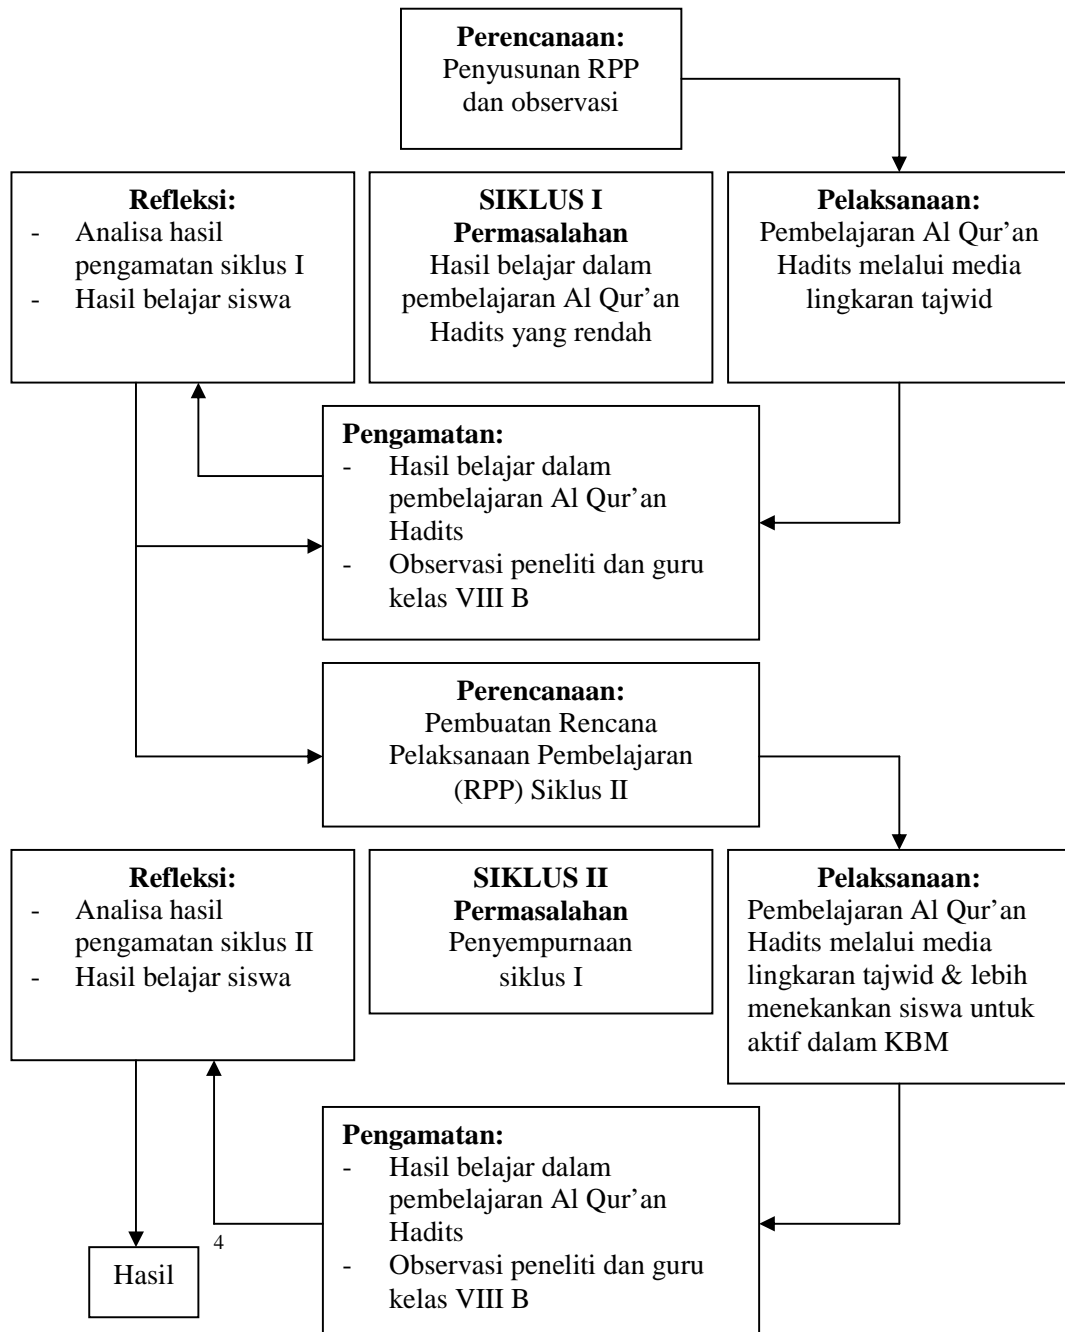 Perencanaan:
Penyusunan RPP
dan observasi
Refleksi:
- Analisa hasil
pengamatan siklus I
- Hasil belajar siswa
SIKLUS I
Permasalahan
Hasil belajar dalam
pembelajaran Al Qur’an
Hadits yang rendah
Pelaksanaan:
Pembelajaran Al Qur’an
Hadits melalui media
lingkaran tajwid
Pengamatan:
- Hasil belajar dalam
pembelajaran Al Qur’an
Hadits
- Observasi peneliti dan guru
kelas VIII B
Perencanaan:
Pembuatan Rencana
Pelaksanaan Pembelajaran
(RPP) Siklus II
Refleksi:
- Analisa hasil
pengamatan siklus II
- Hasil belajar siswa
SIKLUS II
Permasalahan
Penyempurnaan
siklus I
Pelaksanaan:
Pembelajaran Al Qur’an
Hadits melalui media
lingkaran tajwid & lebih
menekankan siswa untuk
aktif dalam KBM
Pengamatan:
- Hasil belajar dalam
pembelajaran Al Qur’an
Hadits
- Observasi peneliti dan guru
kelas VIII B
4
Hasil